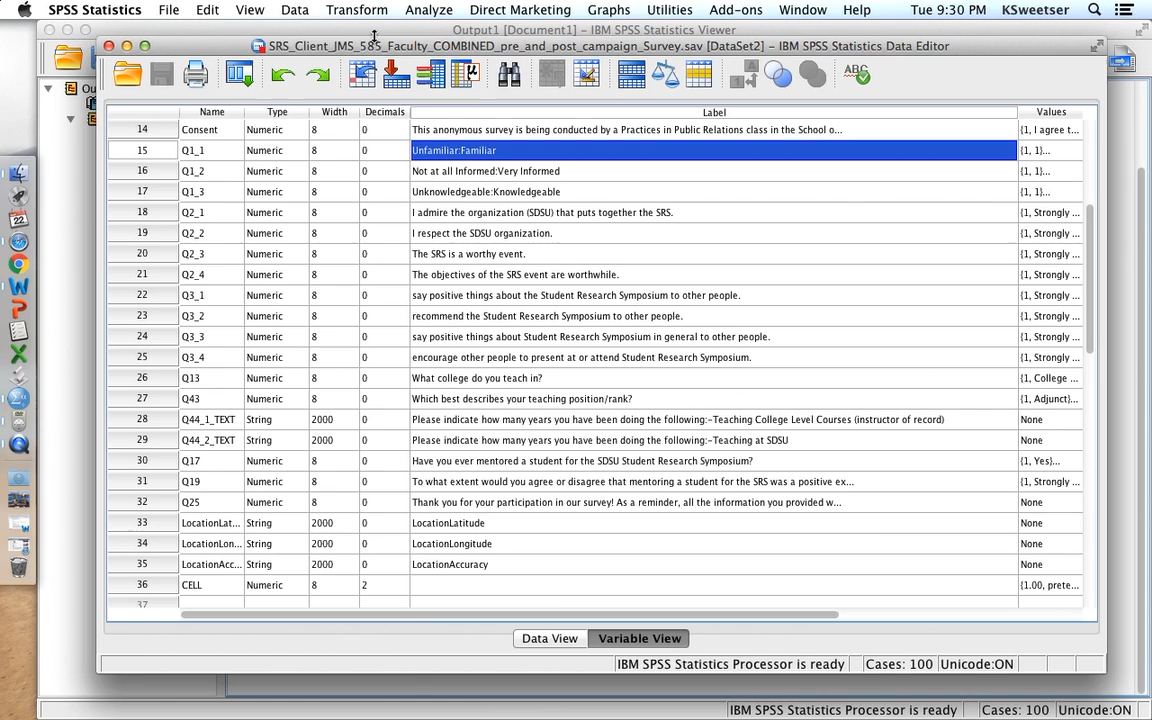 SPSS Statistics File Edit View Data Transform Analyze Direct Marketing Graphs Utilities Add-ons Window Help Tue 9:30 PM KSweetser
Output1 [Document1] - IBM SPSS Statistics Viewer
SRS_Client_JMS_585_Faculty_COMBINED_pre_and_post_campaign_Survey.sav [DataSet2] - IBM SPSS Statistics Data Editor
Ou
Name Type Width Decimals Label Values
14 Consent Numeric 8 0 This anonymous survey is being conducted by a Practices in Public Relations class in the School o... {1, I agree t...
15 Q1_1 Numeric 8 0 Unfamiliar:Familiar {1, 1}...
16 Q1_2 Numeric 8 0 Not at all Informed:Very Informed {1, 1}...
17 Q1_3 Numeric 8 0 Unknowledgeable:Knowledgeable {1, 1}...
18 Q2_1 Numeric 8 0 I admire the organization (SDSU) that puts together the SRS. {1, Strongly ...
19 Q2_2 Numeric 8 0 I respect the SDSU organization. {1, Strongly ...
20 Q2_3 Numeric 8 0 The SRS is a worthy event. {1, Strongly ...
21 Q2_4 Numeric 8 0 The objectives of the SRS event are worthwhile. {1, Strongly ...
22 Q3_1 Numeric 8 0 say positive things about the Student Research Symposium to other people. {1, Strongly ...
23 Q3_2 Numeric 8 0 recommend the Student Research Symposium to other people. {1, Strongly ...
24 Q3_3 Numeric 8 0 say positive things about Student Research Symposium in general to other people. {1, Strongly ...
25 Q3_4 Numeric 8 0 encourage other people to present at or attend Student Research Symposium. {1, Strongly ...
26 Q13 Numeric 8 0 What college do you teach in? {1, College ...
27 Q43 Numeric 8 0 Which best describes your teaching position/rank? {1, Adjunct}...
28 Q44_1_TEXT String 2000 0 Please indicate how many years you have been doing the following:-Teaching College Level Courses (instructor of record) None
29 Q44_2_TEXT String 2000 0 Please indicate how many years you have been doing the following:-Teaching at SDSU None
30 Q17 Numeric 8 0 Have you ever mentored a student for the SDSU Student Research Symposium? {1, Yes}...
31 Q19 Numeric 8 0 To what extent would you agree or disagree that mentoring a student for the SRS was a positive ex... {1, Strongly ...
32 Q25 Numeric 8 0 Thank you for your participation in our survey! As a reminder, all the information you provided w... None
33 LocationLat... String 2000 0 LocationLatitude None
34 LocationLon... String 2000 0 LocationLongitude None
35 LocationAcc... String 2000 0 LocationAccuracy None
36 CELL Numeric 8 2 {1.00, prete...
37
Data View Variable View
IBM SPSS Statistics Processor is ready Cases: 100 Unicode:ON
IBM SPSS Statistics Processor is ready Cases: 100 Unicode:ON